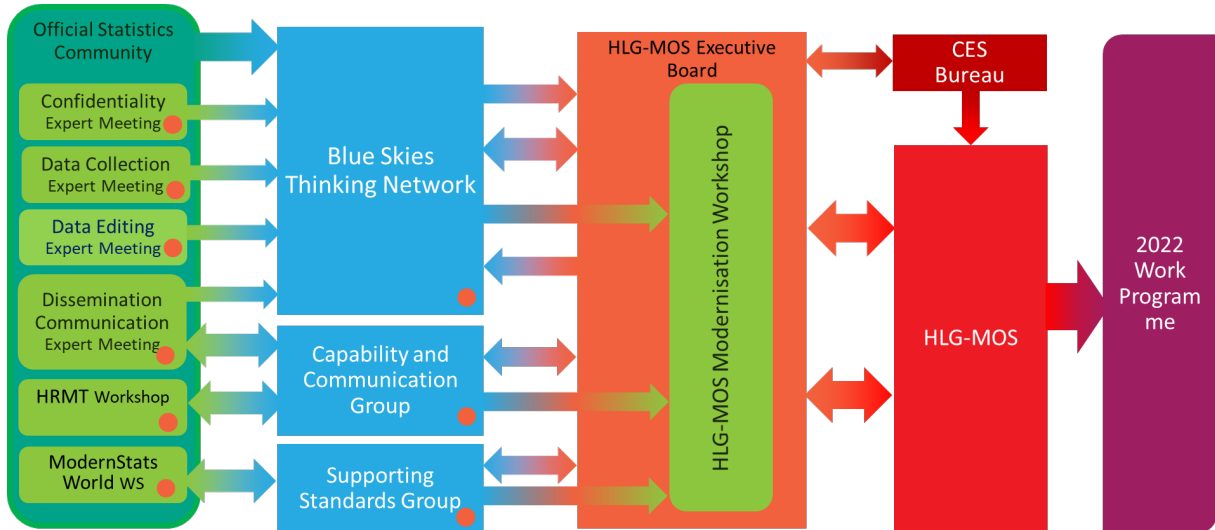 Official Statistics
Community
Confidentiality
Expert Meeting
Data Collection
Expert Meeting
Data Editing
Expert Meeting
Dissemination
Communication
Expert Meeting
HRMT Workshop
ModernStats
World WS
Blue Skies
Thinking Network
Capability and
Communication
Group
Supporting
Standards Group
HLG-MOS Executive
Board
HLG-MOS Modernisation Workshop
CES
Bureau
HLG-MOS
2022
Work
Program
me